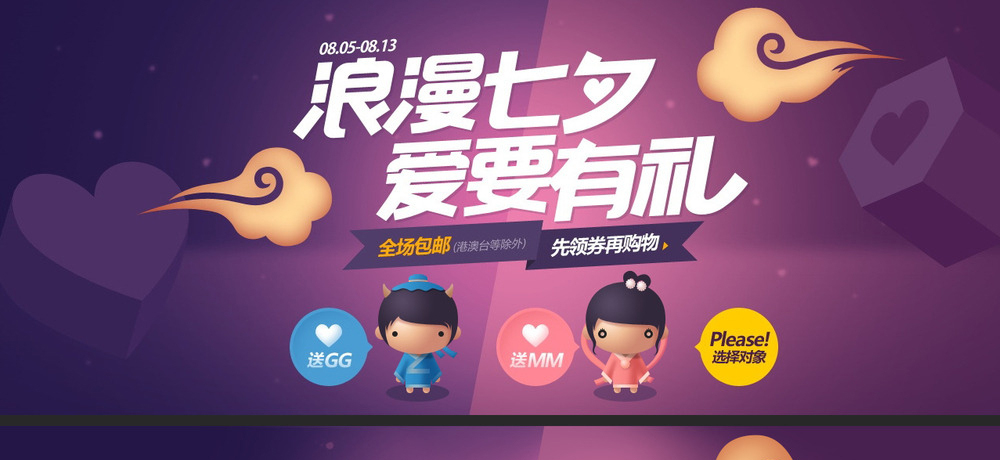 08.05-08.13
浪漫七夕
爱要有礼
全场包邮(港澳台等除外)
先领券再购物
送GG
送MM
Please!
选择对象